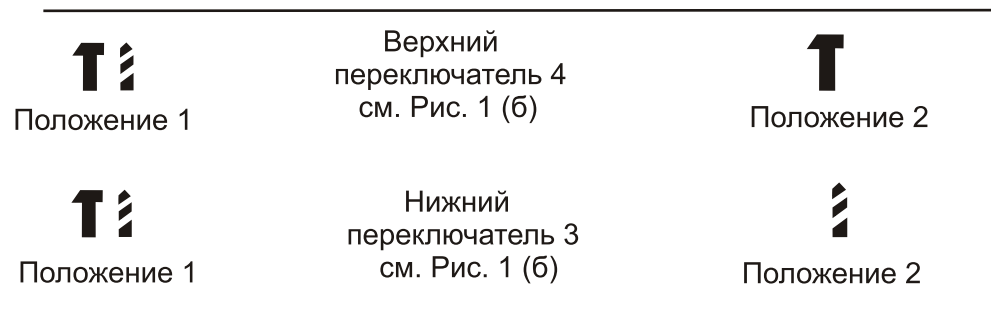 Верхний
переключатель 4
см. Рис. 1 (б)
Положение 1
Положение 2
Нижний
переключатель 3
см. Рис. 1 (б)
Положение 1
Положение 2